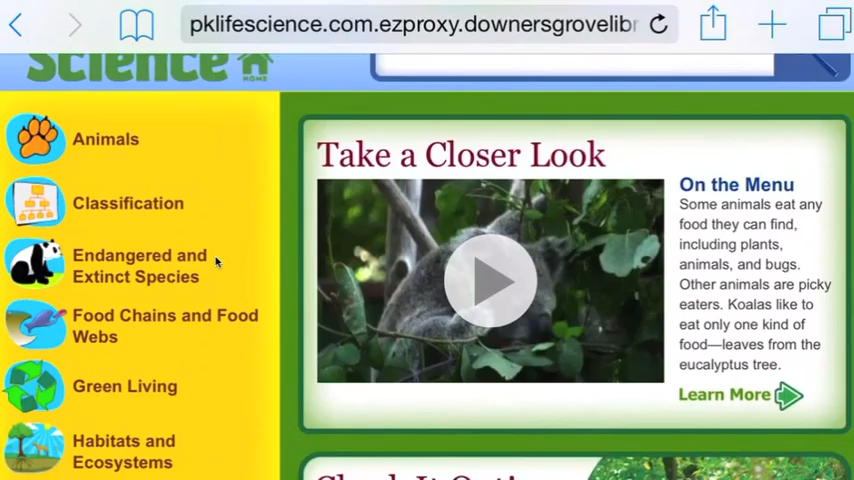 pklifescience.com.ezproxy.downersgrovelibr
Science
HOME
Animals
Classification
Endangered and
Extinct Species
Food Chains and Food
Webs
Green Living
Habitats and
Ecosystems
Take a Closer Look
On the Menu
Some animals eat any
food they can find,
including plants,
animals, and bugs.
Other animals are picky
eaters. Koalas like to
eat only one kind of
food—leaves from the
eucalyptus tree.
Learn More